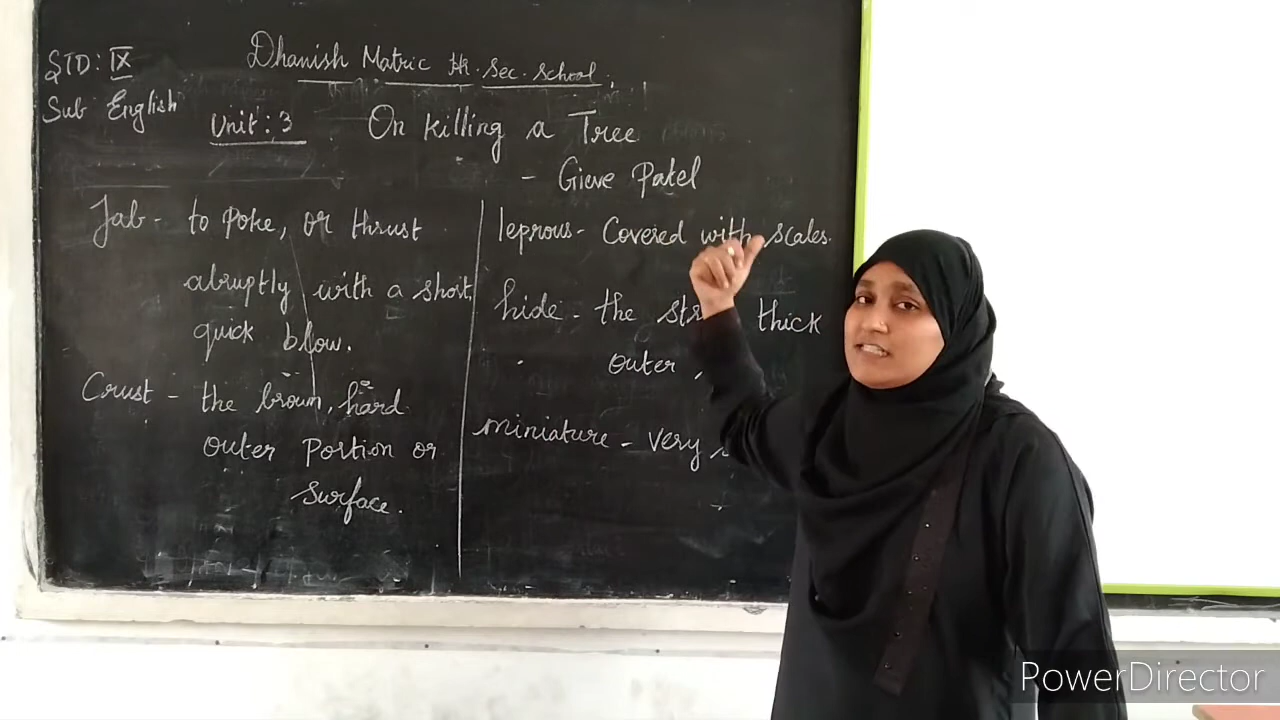 STD: IX
Dhanish Matric Hr. Sec. School,
Sub English
Unit: 3
On Killing a Tree
- Gieve Patel
Jab - to poke, or thrust
abruptly with a short,
quick blow.
Crust - the brown, hard
outer portion or
surface.
leprous - Covered with scales.
hide - the thick
outer
miniature - very
PowerDirector